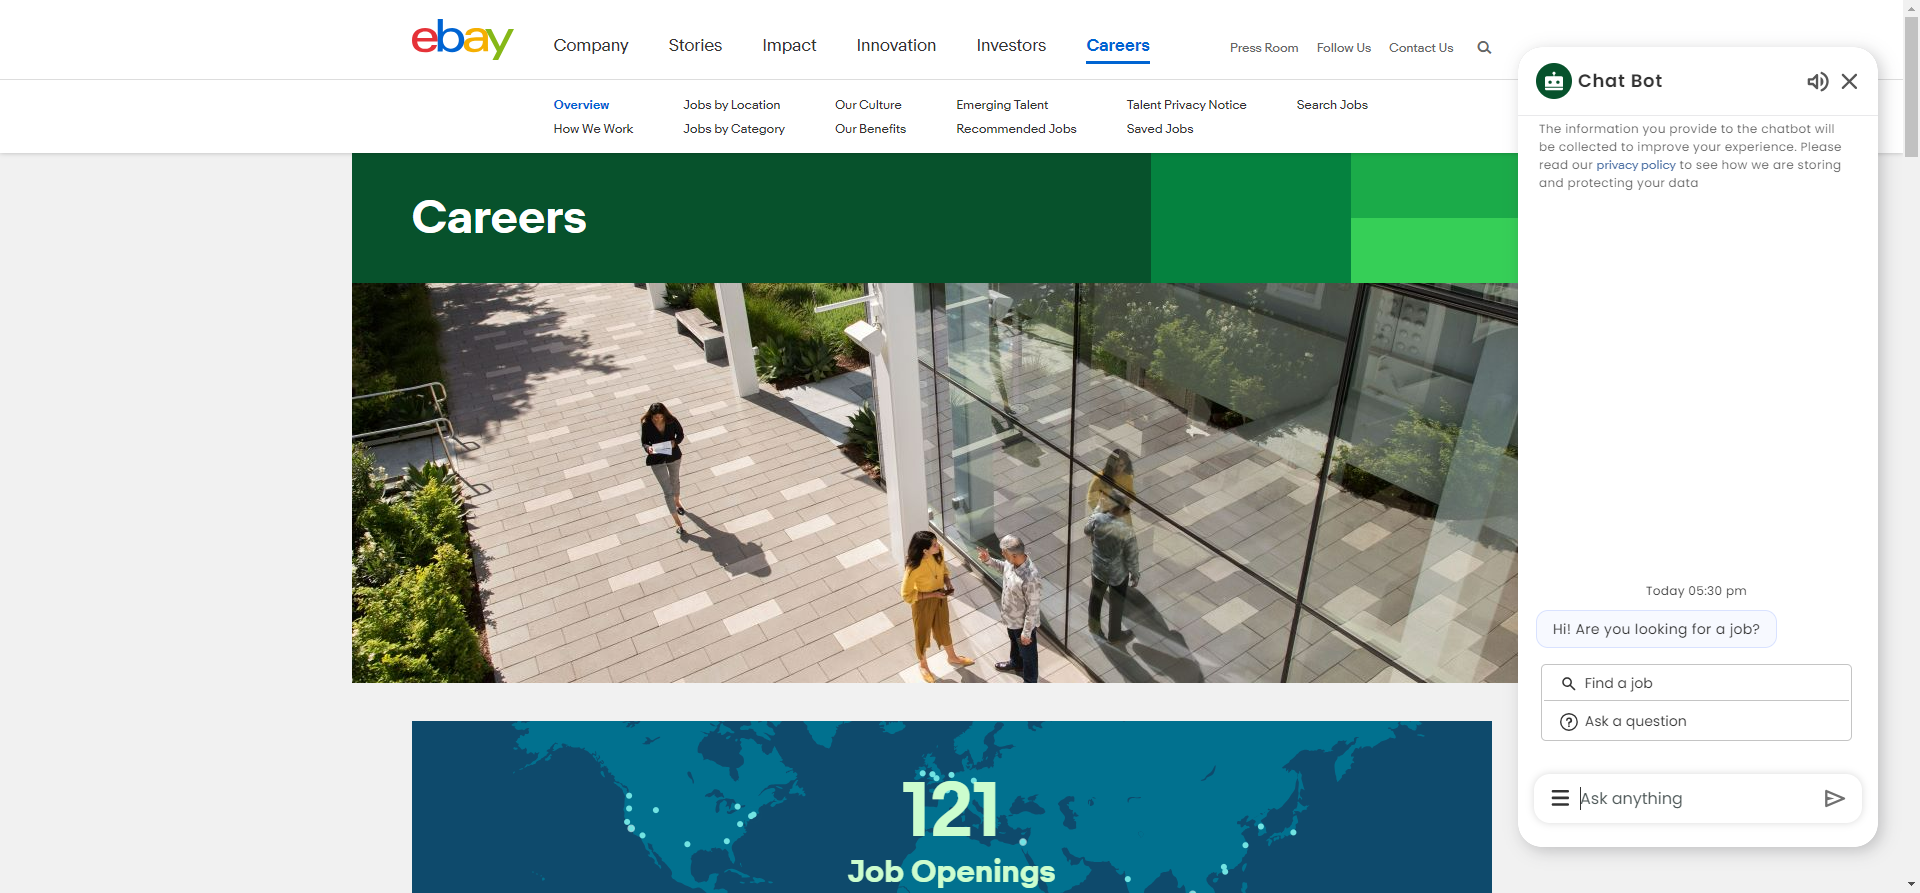 ebay
Company Stories Impact Innovation Investors Careers
Press Room Follow Us Contact Us
Overview Jobs by Location Our Culture Emerging Talent Talent Privacy Notice Search Jobs
How We Work Jobs by Category Our Benefits Recommended Jobs Saved Jobs
Careers
121
Job Openings
Chat Bot
The information you provide to the chatbot will
be collected to improve your experience. Please
read our privacy policy to see how we are storing
and protecting your data
Today 05:30 pm
Hi! Are you looking for a job?
Find a job
Ask a question
Ask anything